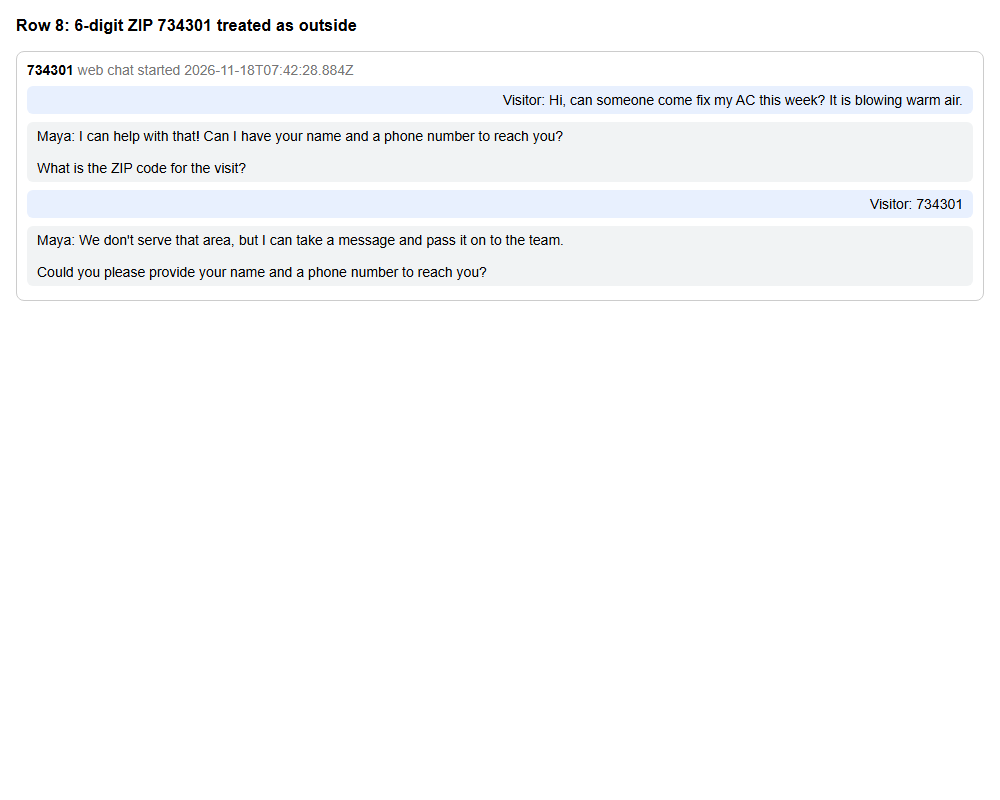 Row 8: 6-digit ZIP 734301 treated as outside
734301 web chat started 2026-11-18T07:42:28.884Z
Visitor: Hi, can someone come fix my AC this week? It is blowing warm air.
Maya: I can help with that! Can I have your name and a phone number to reach you?
What is the ZIP code for the visit?
Visitor: 734301
Maya: We don't serve that area, but I can take a message and pass it on to the team.
Could you please provide your name and a phone number to reach you?